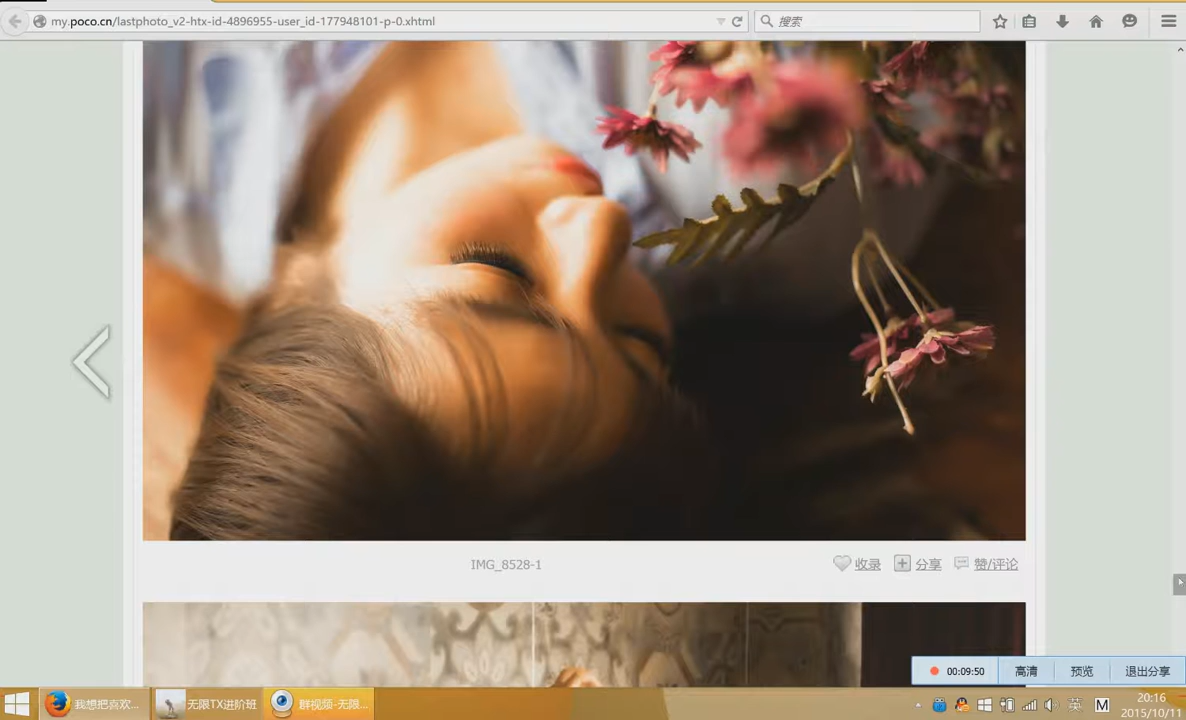 my.poco.cn/lastphoto_v2-htx-id-4896955-user_id-177948101-p-0.xhtml
搜索
IMG_8528-1
收录
分享
赞/评论
00:09:50
高清
预览
退出分享
我想把喜欢...
无限TX进阶班
聊视频-无限...
英
M
20:16
2015/10/11